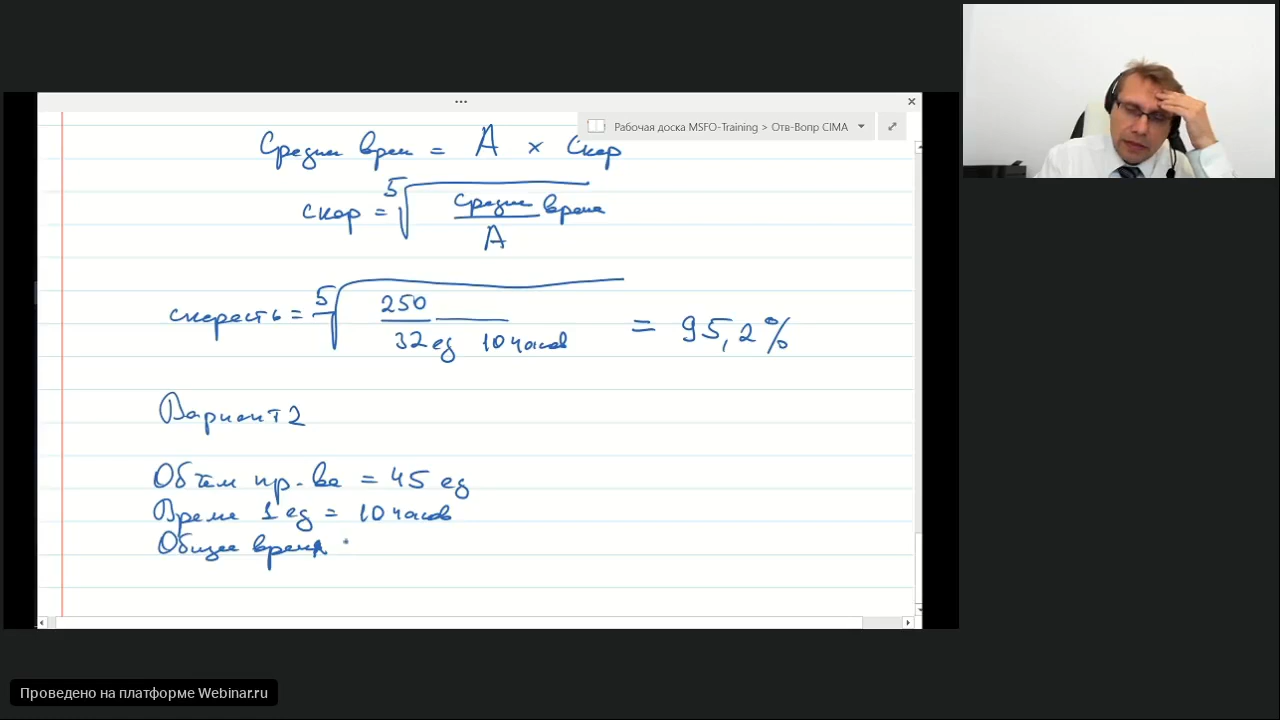 Рабочая доска MSFO-Training > Отв-Вопр CIMA
Средн врем = A × Скор
скор = 5√ средн время
A
скорость = 5√ 250
32 ед 10 часов
= 95,2%
Вариант 2
Объем пр-ва = 45 ед
Время 1 ед = 10 часов
Общее время
Проведено на платформе Webinar.ru